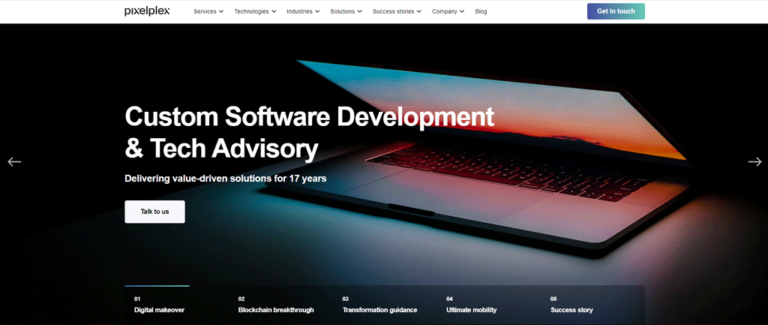 pixelplex
Services Technologies Industries Solutions Success stories Company Blog
Get in touch
Custom Software Development
& Tech Advisory
Delivering value-driven solutions for 17 years
Talk to us
01 02 03 04 05
Digital makeover Blockchain breakthrough Transformation guidance Ultimate mobility Success story